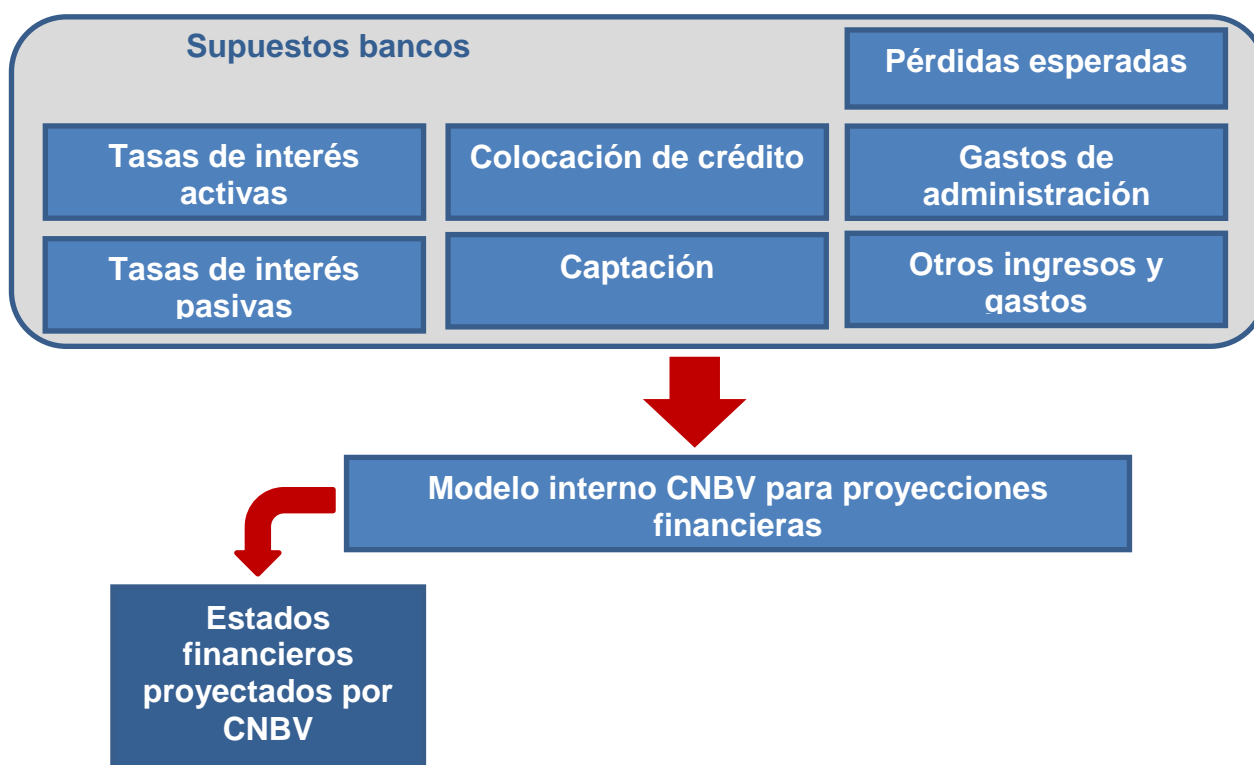 Supuestos bancos
Pérdidas esperadas
Tasas de interés
activas
Colocación de crédito
Gastos de
administración
Tasas de interés
pasivas
Captación
Otros ingresos y
gastos
Modelo interno CNBV para proyecciones
financieras
Estados
financieros
proyectados por
CNBV